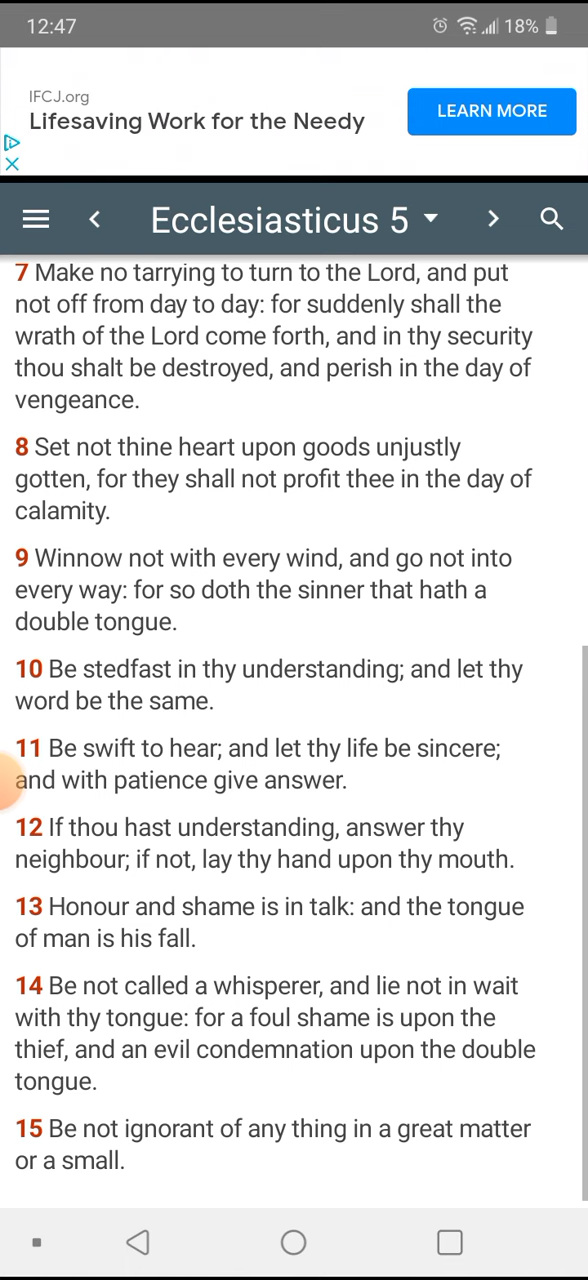 12:47
18%
IFCJ.org
Lifesaving Work for the Needy
LEARN MORE
Ecclesiasticus 5
7 Make no tarrying to turn to the Lord, and put
not off from day to day: for suddenly shall the
wrath of the Lord come forth, and in thy security
thou shalt be destroyed, and perish in the day of
vengeance.
8 Set not thine heart upon goods unjustly
gotten, for they shall not profit thee in the day of
calamity.
9 Winnow not with every wind, and go not into
every way: for so doth the sinner that hath a
double tongue.
10 Be stedfast in thy understanding; and let thy
word be the same.
11 Be swift to hear; and let thy life be sincere;
and with patience give answer.
12 If thou hast understanding, answer thy
neighbour; if not, lay thy hand upon thy mouth.
13 Honour and shame is in talk: and the tongue
of man is his fall.
14 Be not called a whisperer, and lie not in wait
with thy tongue: for a foul shame is upon the
thief, and an evil condemnation upon the double
tongue.
15 Be not ignorant of any thing in a great matter
or a small.